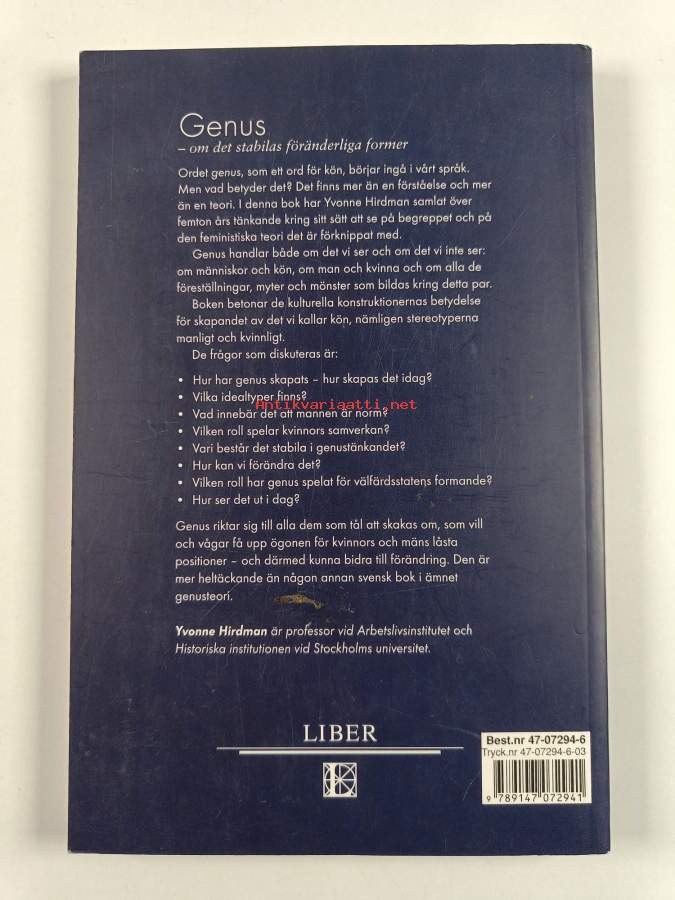 Genus
– om det stabilas föränderliga former
Ordet genus, som ett ord för kön, börjar ingå i vårt språk.
Men vad betyder det? Det finns mer än en förståelse och mer
än en teori. I denna bok har Yvonne Hirdman samlat över
femton års tänkande kring sitt sätt att se på begreppet och på
den feministiska teori det är förknippat med.
Genus handlar både om det vi ser och om det vi inte ser:
om människor och kön, om man och kvinna och om alla de
föreställningar, myter och mönster som bildas kring detta par.
Boken betonar de kulturella konstruktionernas betydelse
för skapandet av det vi kallar kön, nämligen stereotyperna
manligt och kvinnligt.
De frågor som diskuteras är:
• Hur har genus skapats – hur skapas det idag?
• Vilka idealtyper finns?
Antikvariaatti.net
• Vad innebär det att mannen är norm?
• Vilken roll spelar kvinnors samverkan?
• Vari består det stabila i genustänkandet?
• Hur kan vi förändra det?
• Vilken roll har genus spelat för välfärdsstatens formande?
• Hur ser det ut i dag?
Genus riktar sig till alla dem som tål att skakas om, som vill
och vågar få upp ögonen för kvinnors och mäns låsta
positioner – och därmed kunna bidra till förändring. Den är
mer heltäckande än någon annan svensk bok i ämnet
genusteori.
Yvonne Hirdman är professor vid Arbetslivsinstitutet och
Historiska institutionen vid Stockholms universitet.
LIBER
Best.nr 47-07294-6
Tryck.nr 47-07294-6-03
9 789147 072941